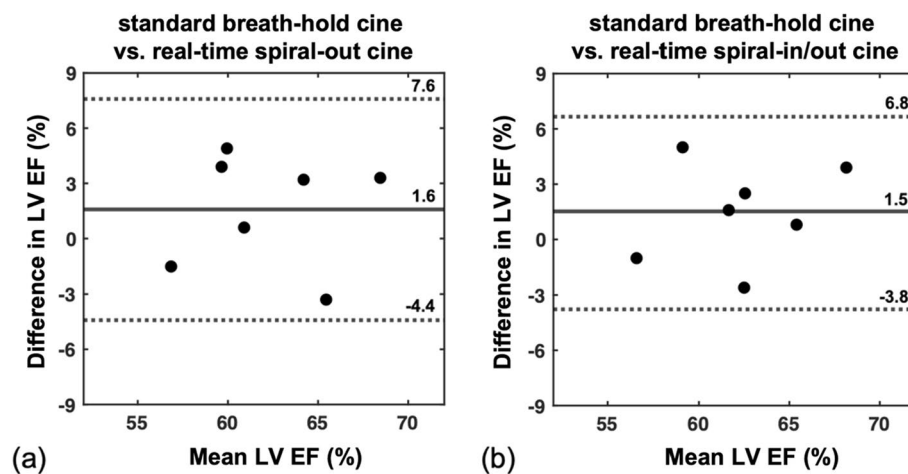 standard breath-hold cine
vs. real-time spiral-out cine
9
7.6
6
3
1.6
0
-3
-4.4
-6
-9
55
60
65
70
Difference in LV EF (%)
Mean LV EF (%)
(a)
standard breath-hold cine
vs. real-time spiral-in/out cine
9
6.8
6
3
1.5
0
-3
-3.8
-6
-9
55
60
65
70
Difference in LV EF (%)
Mean LV EF (%)
(b)